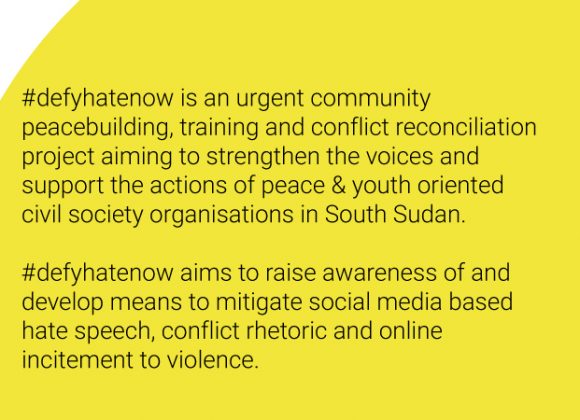 #defyhatenow is an urgent community
peacebuilding, training and conflict reconciliation
project aiming to strengthen the voices and
support the actions of peace & youth oriented
civil society organisations in South Sudan.
#defyhatenow aims to raise awareness of and
develop means to mitigate social media based
hate speech, conflict rhetoric and online
incitement to violence.